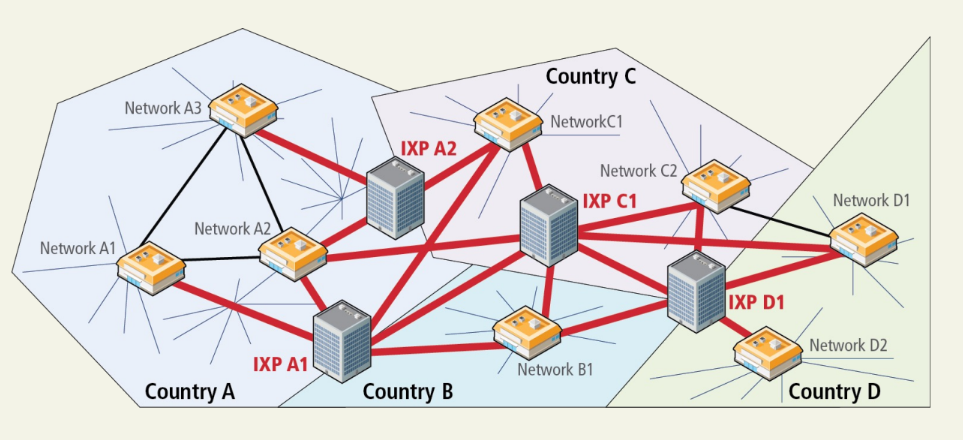 Country C
Network A3
NetworkC1
IXP A2
Network C2
IXP C1
Network D1
Network A2
Network A1
IXP D1
Network D2
IXP A1
Network B1
Country A
Country B
Country D